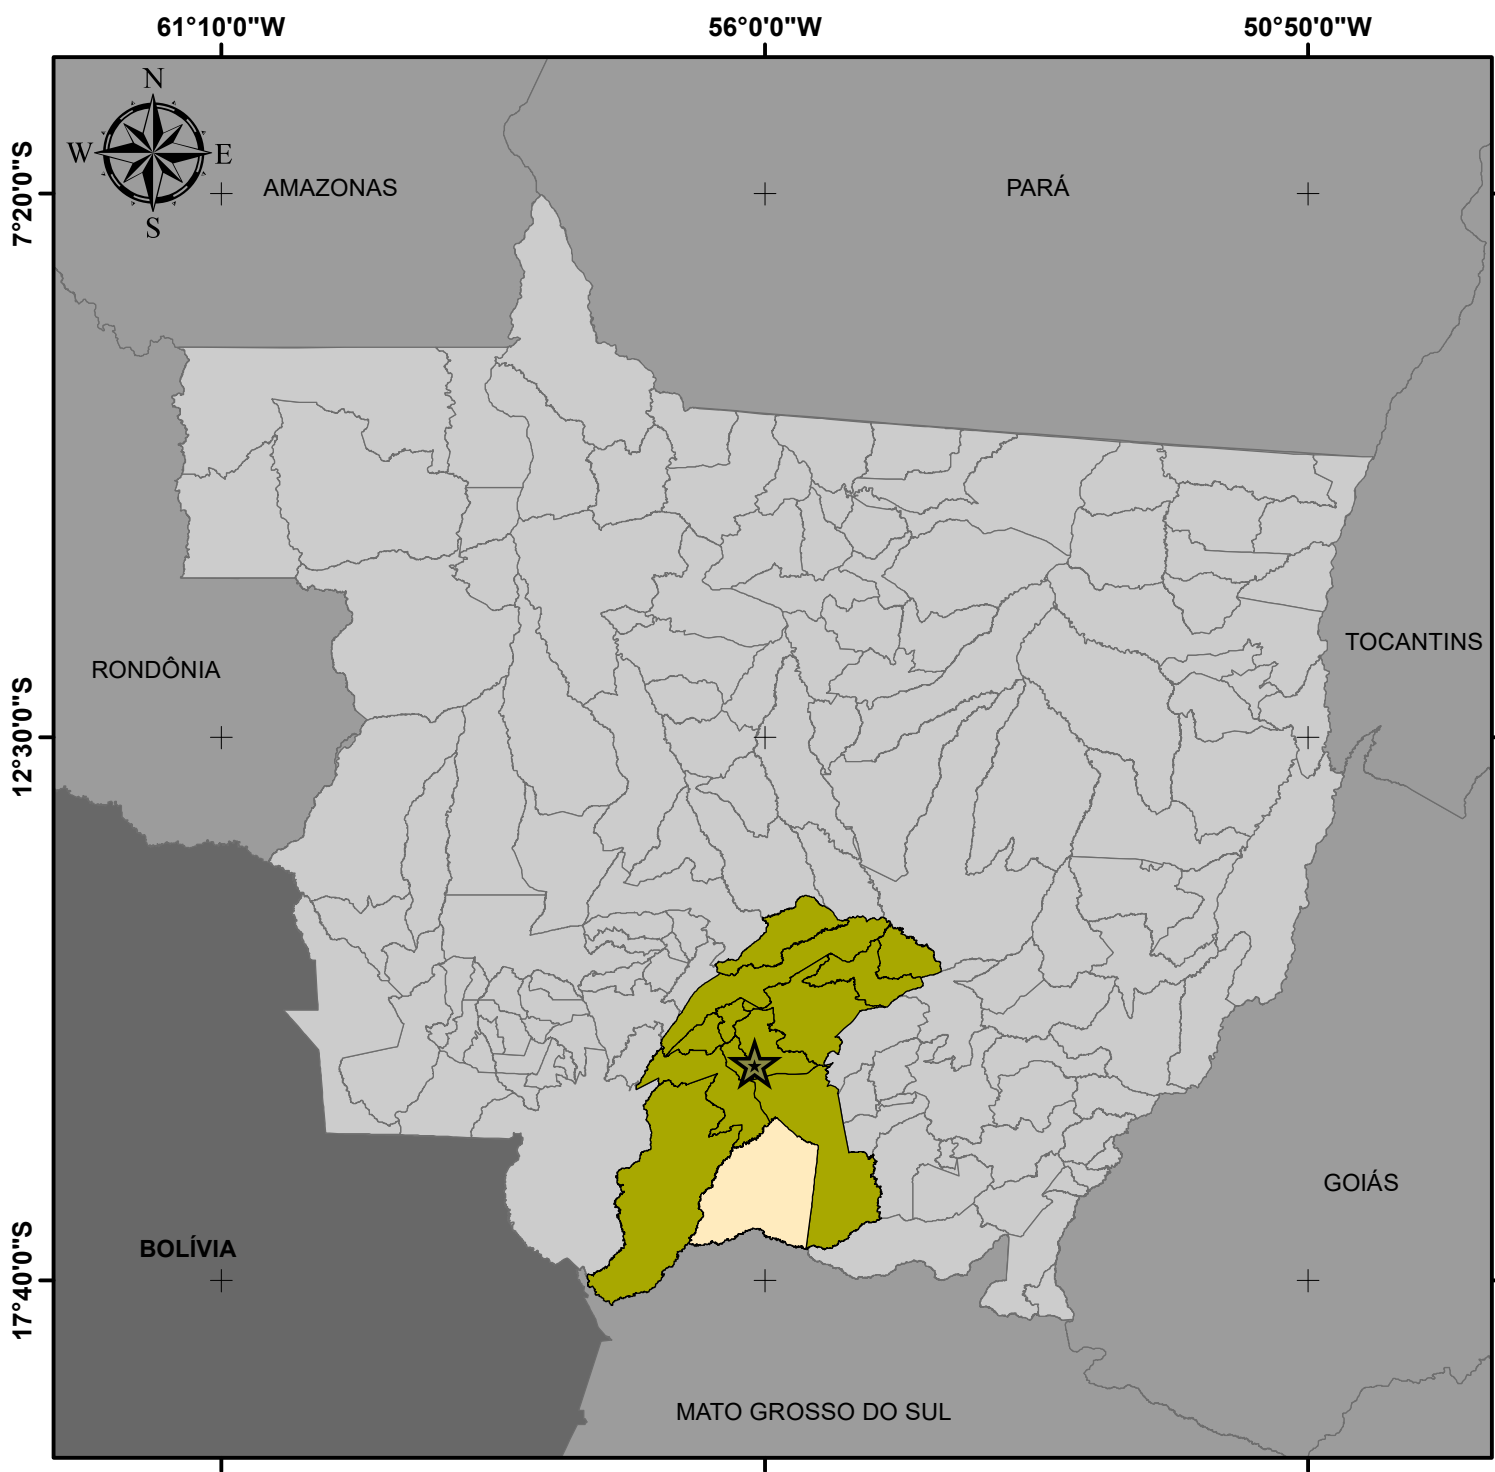 61°10'0"W 56°0'0"W 50°50'0"W
N
W E
S
7°20'0"S
AMAZONAS PARÁ
TOCANTINS
RONDÔNIA
12°30'0"S
GOIÁS
BOLÍVIA
17°40'0"S
MATO GROSSO DO SUL